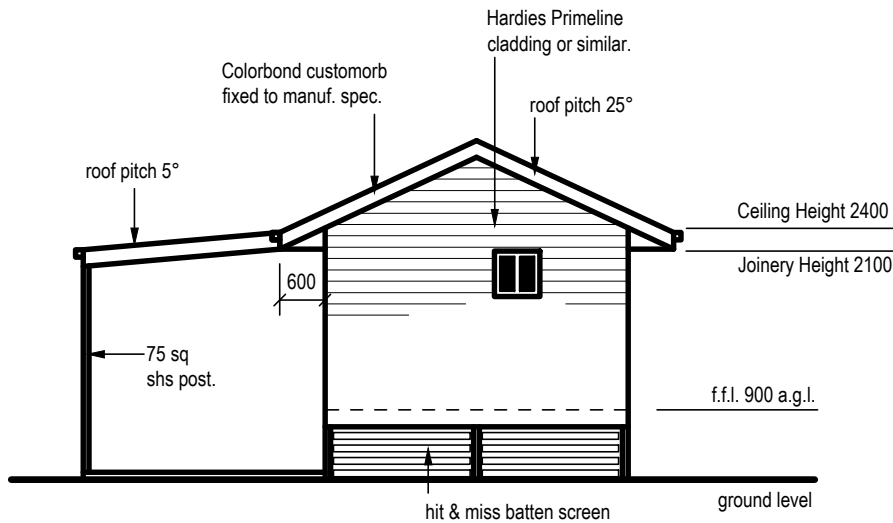 Hardies Primeline
cladding or similar.
Colorbond customorb
fixed to manuf. spec.
roof pitch 25°
roof pitch 5°
Ceiling Height 2400
Joinery Height 2100
600
75 sq
shs post.
f.f.l. 900 a.g.l.
ground level
hit & miss batten screen